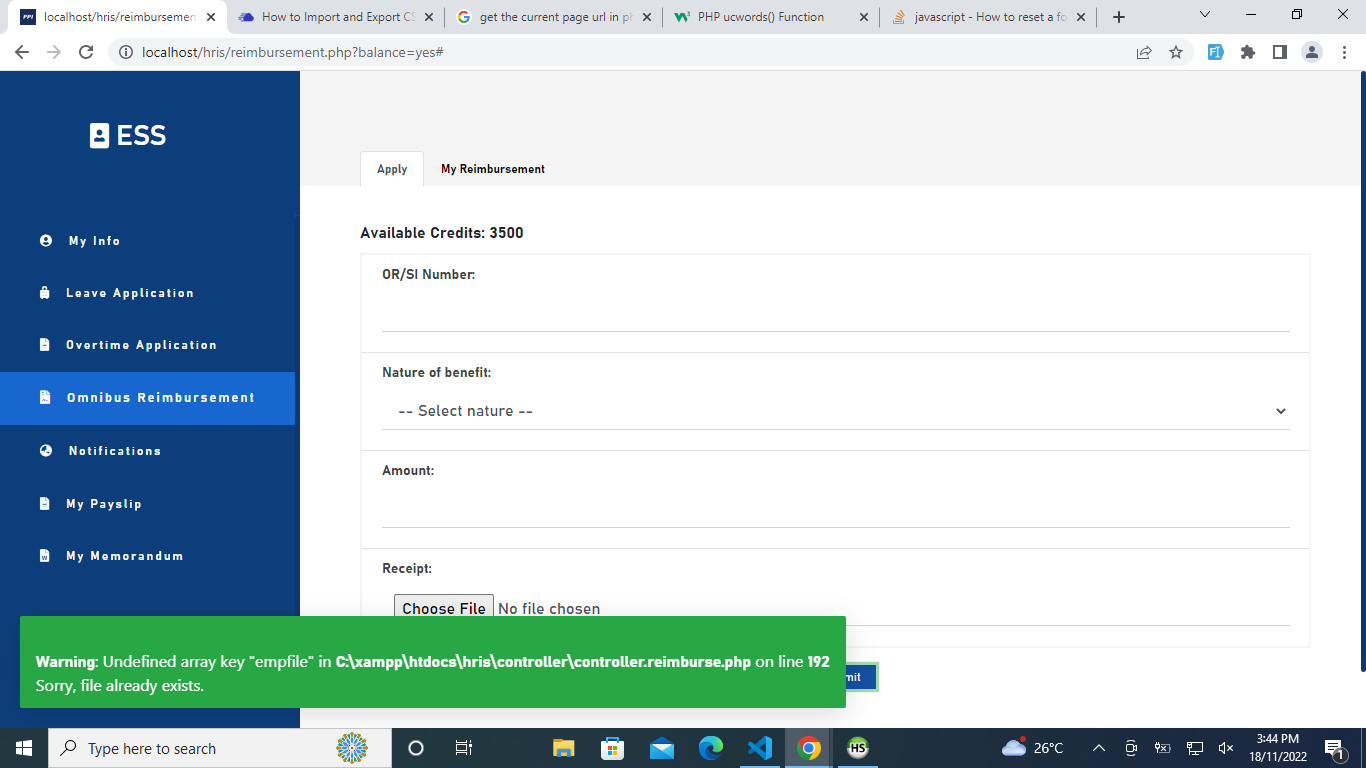 localhost/hris/reimbursemen
How to Import and Export CS
get the current page url in ph
PHP ucwords() Function
javascript - How to reset a fo
localhost/hris/reimbursement.php?balance=yes#
ESS
My Info
Leave Application
Overtime Application
Omnibus Reimbursement
Notifications
My Payslip
My Memorandum
Apply
My Reimbursement
Available Credits: 3500
OR/SI Number:
Nature of benefit:
-- Select nature --
Amount:
Receipt:
Choose File No file chosen
mit
Warning: Undefined array key "empfile" in C:\xampp\htdocs\hris\controller\controller.reimburse.php on line 192
Sorry, file already exists.
Type here to search
HS
26°C
3:44 PM
18/11/2022
1